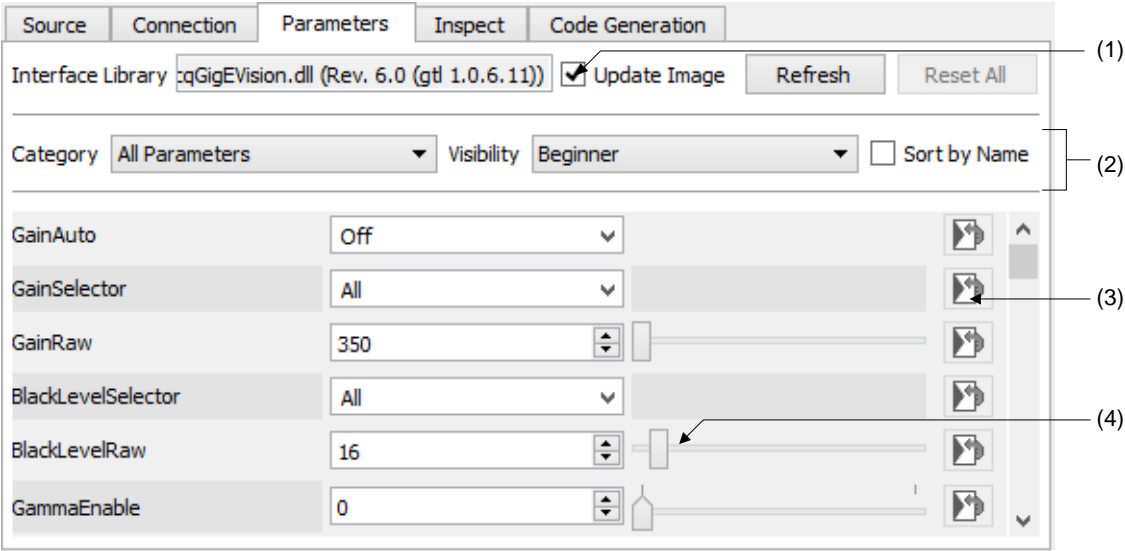 Source Connection Parameters Inspect Code Generation
(1)
Interface Library cqGigEVision.dll (Rev. 6.0 (gtl 1.0.6.11)) Update Image Refresh Reset All
Category All Parameters Visibility Beginner Sort by Name
(2)
GainAuto Off
GainSelector All
(3)
GainRaw 350
BlackLevelSelector All
(4)
BlackLevelRaw 16
GammaEnable 0